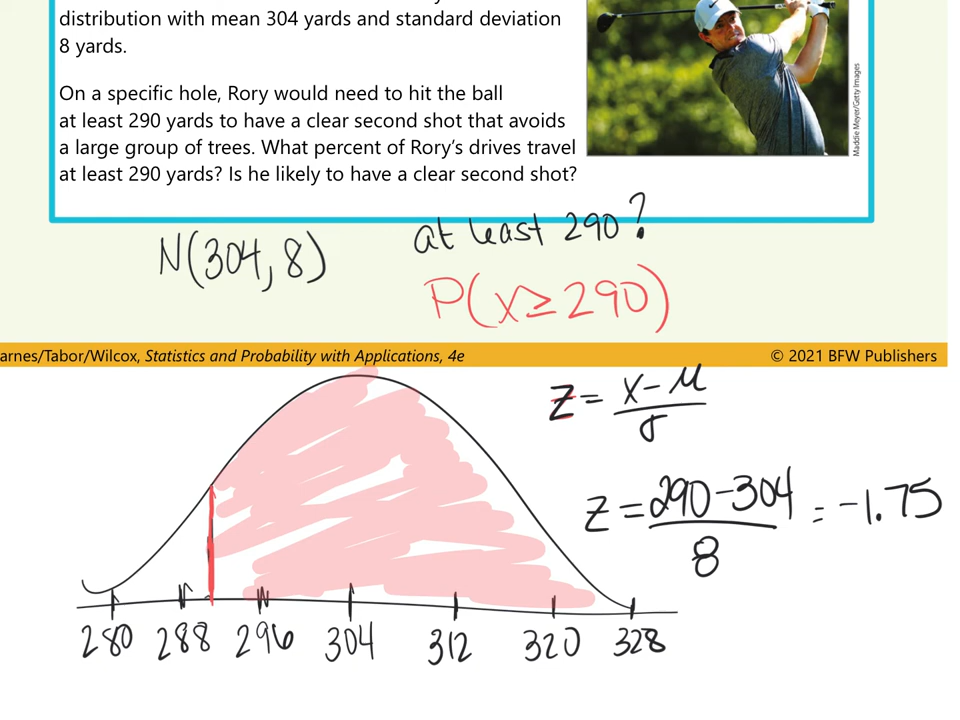 distribution with mean 304 yards and standard deviation
8 yards.
On a specific hole, Rory would need to hit the ball
at least 290 yards to have a clear second shot that avoids
a large group of trees. What percent of Rory's drives travel
at least 290 yards? Is he likely to have a clear second shot?
Maddie Meyer/Getty Images
N(304, 8)
at least 290?
P(x≥290)
arnes/Tabor/Wilcox, Statistics and Probability with Applications, 4e
© 2021 BFW Publishers
z = x-μ
σ
z = 290-304 = -1.75
8
280 288 296 304 312 320 328